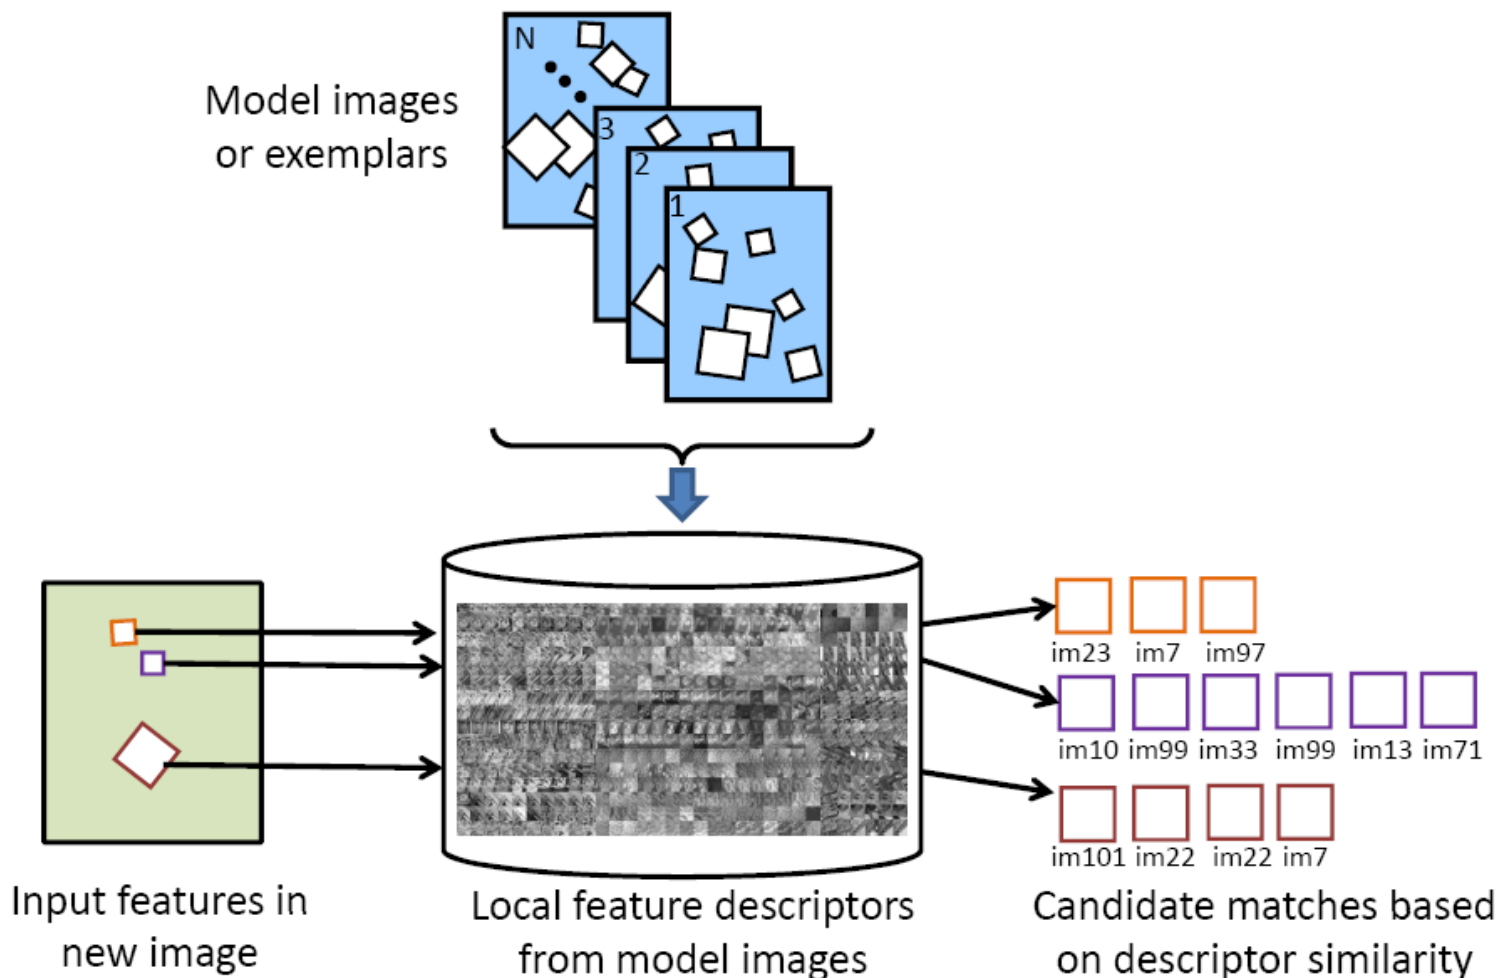 N
Model images
or exemplars
3
2
1
im23 im7 im97
im10 im99 im33 im99 im13 im71
im101 im22 im22 im7
Input features in
new image
Local feature descriptors
from model images
Candidate matches based
on descriptor similarity